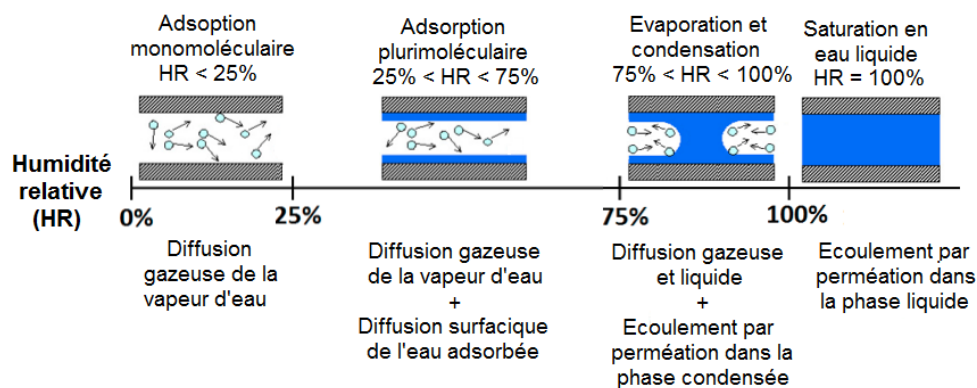 Adsoption
monomoléculaire
HR < 25%
Adsorption
plurimoléculaire
25% < HR < 75%
Evaporation et
condensation
75% < HR < 100%
Saturation en
eau liquide
HR = 100%
Humidité
relative
(HR)
0%
25%
75%
100%
Diffusion
gazeuse de la
vapeur d'eau
Diffusion gazeuse
de la vapeur d'eau
+
Diffusion surfacique
de l'eau adsorbée
Diffusion gazeuse
et liquide
+
Ecoulement par
perméation dans la
phase condensée
Ecoulement par
perméation dans
la phase liquide